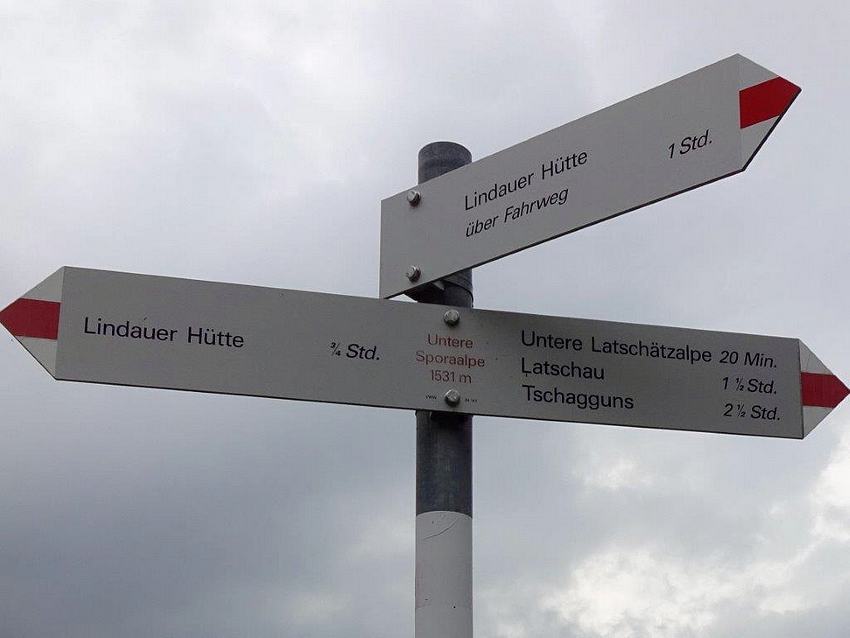 Lindauer Hütte 1 Std.
über Fahrweg
Lindauer Hütte ¾ Std.
Untere
Sporaalpe
1531 m
Untere Latschätzalpe 20 Min.
Latschau 1 ½ Std.
Tschagguns 2 ½ Std.